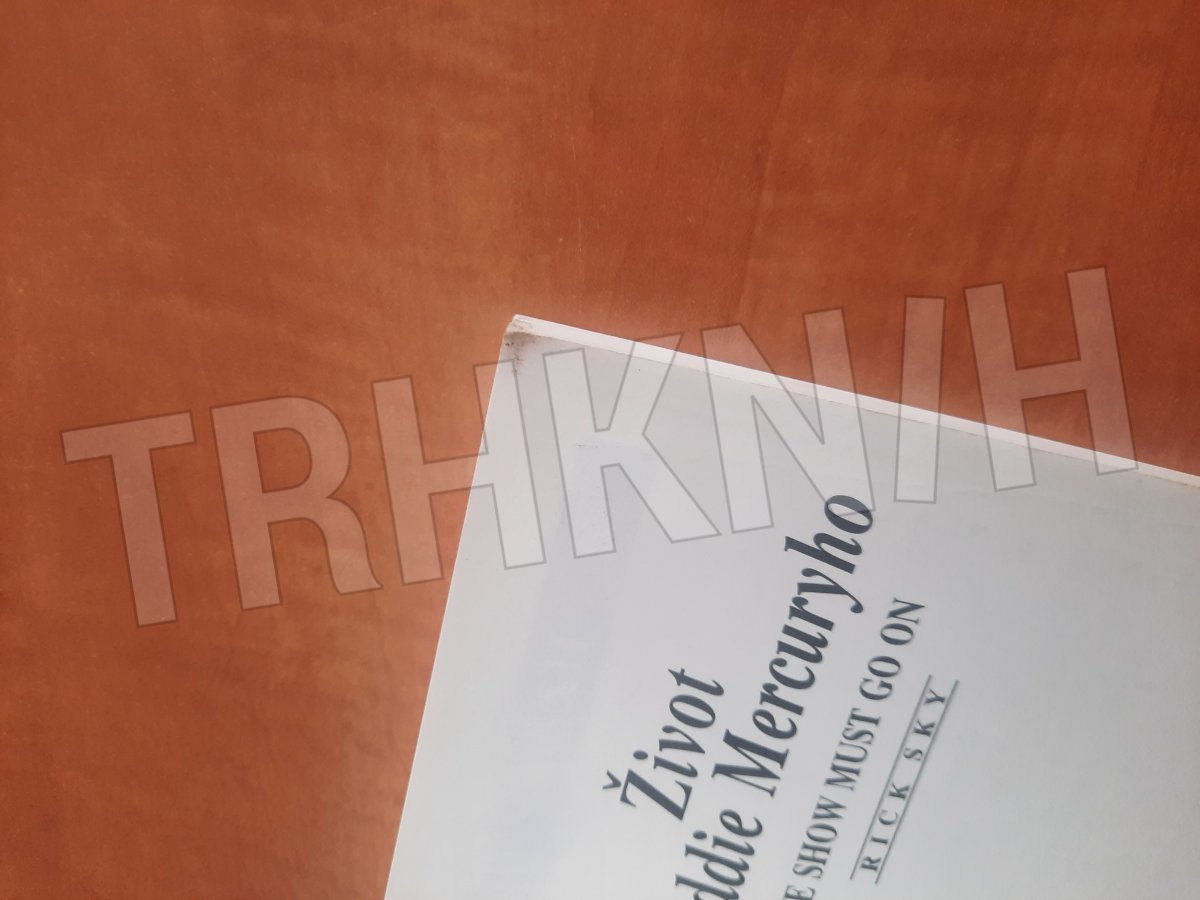 TRHKNIH
Život
ddie Mercuryho
E SHOW MUST GO ON
RICK SKY